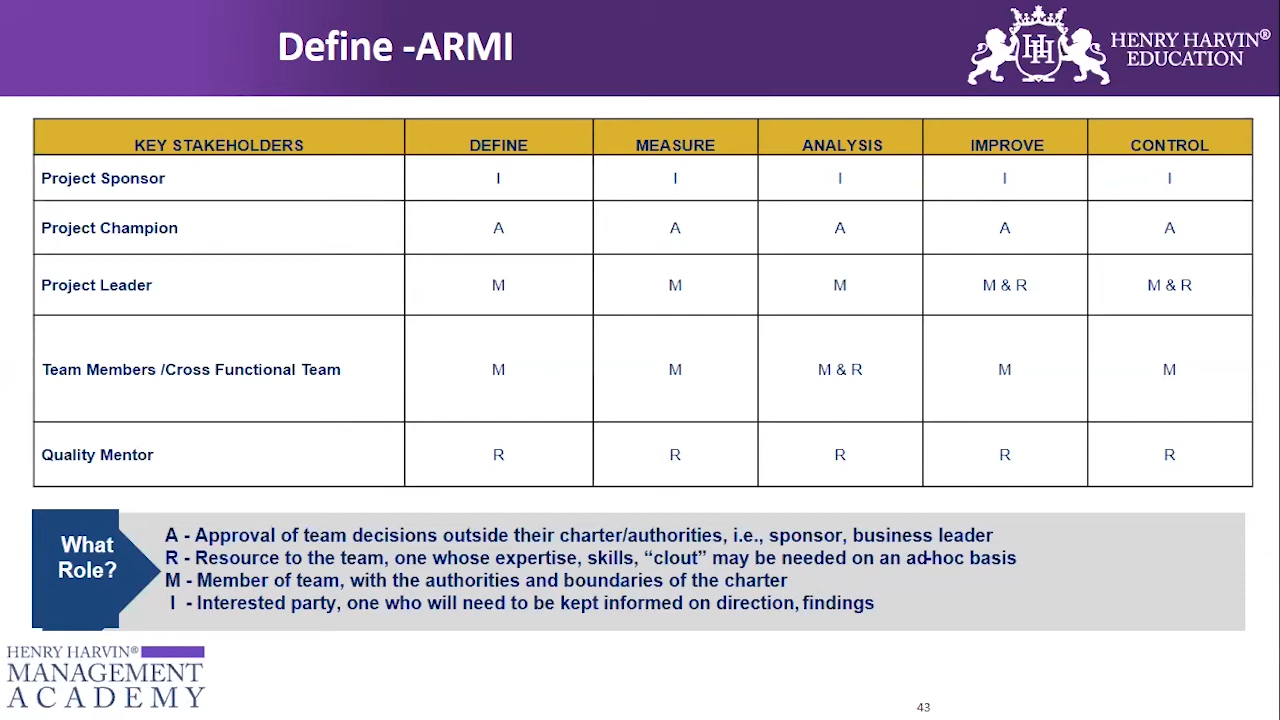 Define -ARMI
HENRY HARVIN®
EDUCATION
KEY STAKEHOLDERS DEFINE MEASURE ANALYSIS IMPROVE CONTROL
Project Sponsor I I I I I
Project Champion A A A A A
Project Leader M M M M & R M & R
Team Members /Cross Functional Team M M M & R M M
Quality Mentor R R R R R
What
Role?
A - Approval of team decisions outside their charter/authorities, i.e., sponsor, business leader
R - Resource to the team, one whose expertise, skills, “clout” may be needed on an ad-hoc basis
M - Member of team, with the authorities and boundaries of the charter
I - Interested party, one who will need to be kept informed on direction, findings
HENRY HARVIN®
MANAGEMENT
ACADEMY
43